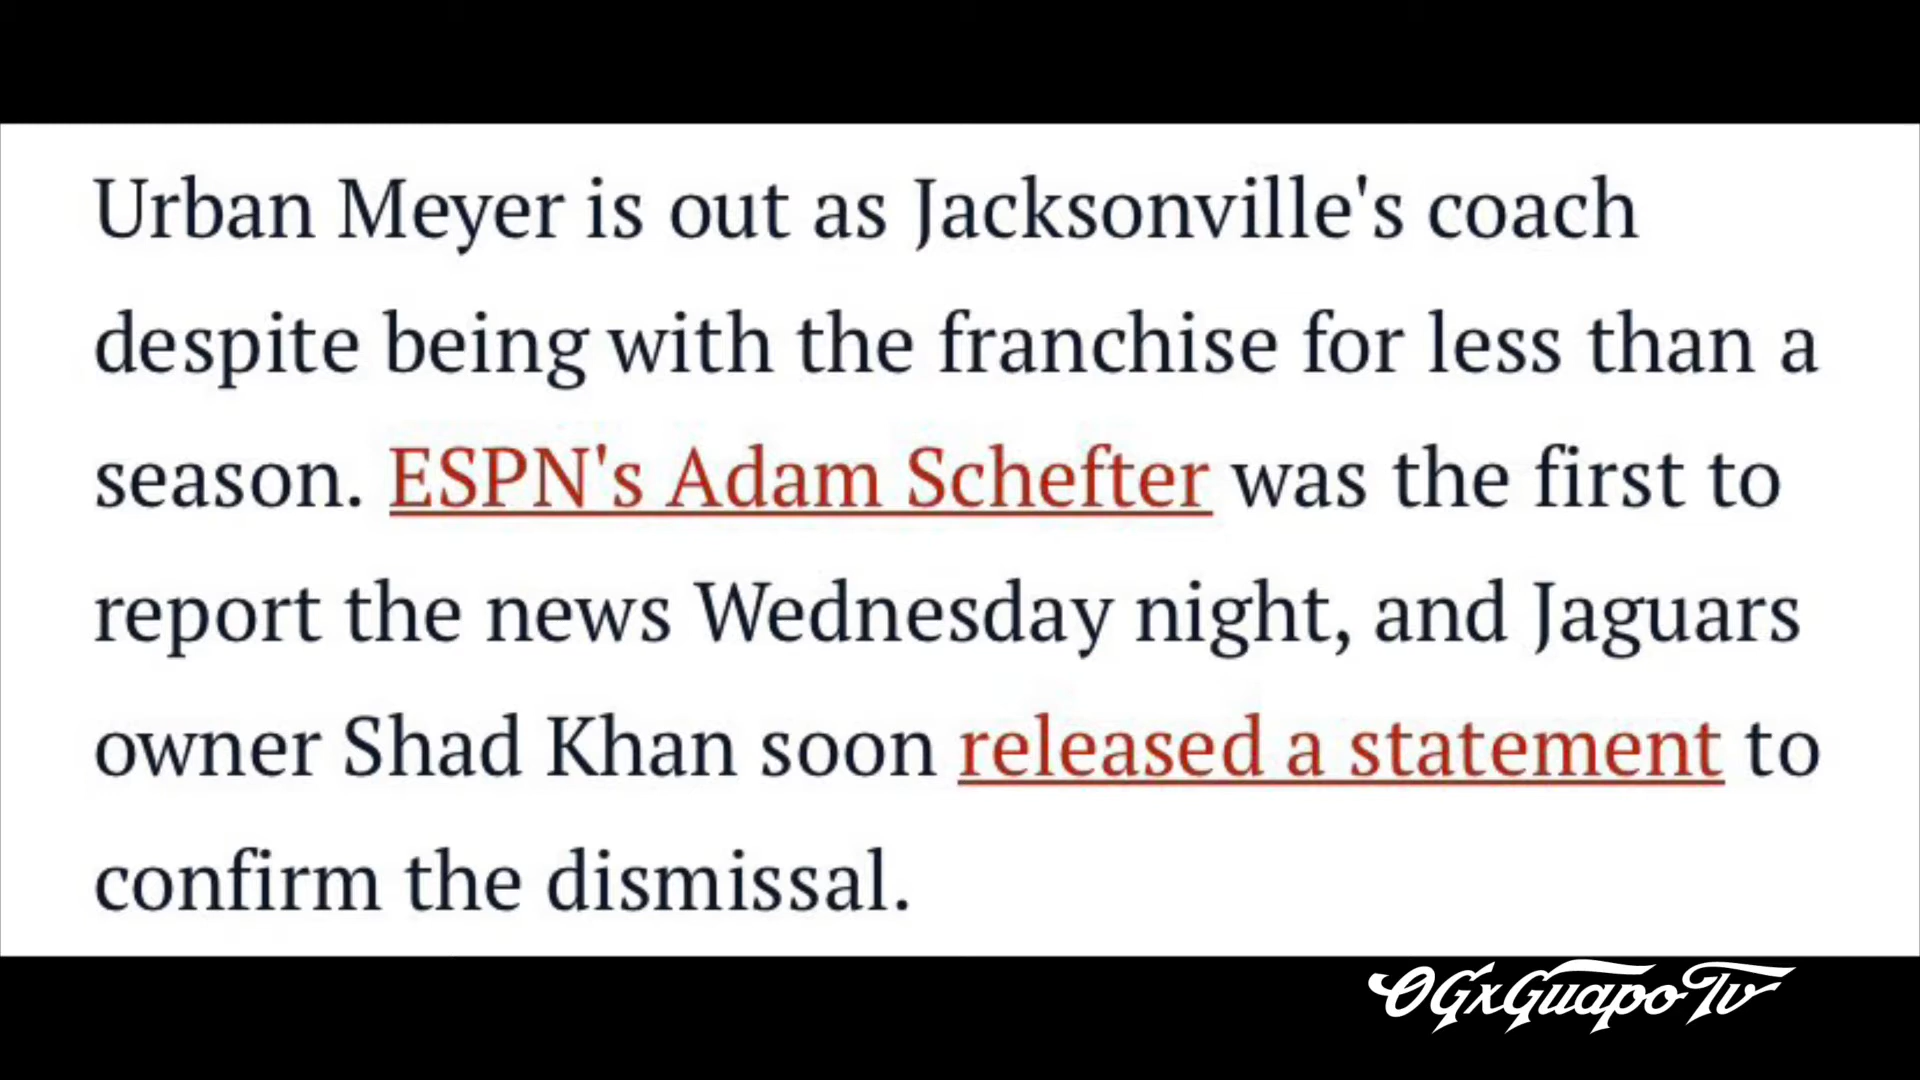 Urban Meyer is out as Jacksonville's coach
despite being with the franchise for less than a
season. ESPN's Adam Schefter was the first to
report the news Wednesday night, and Jaguars
owner Shad Khan soon released a statement to
confirm the dismissal.
OGxGuapoTv